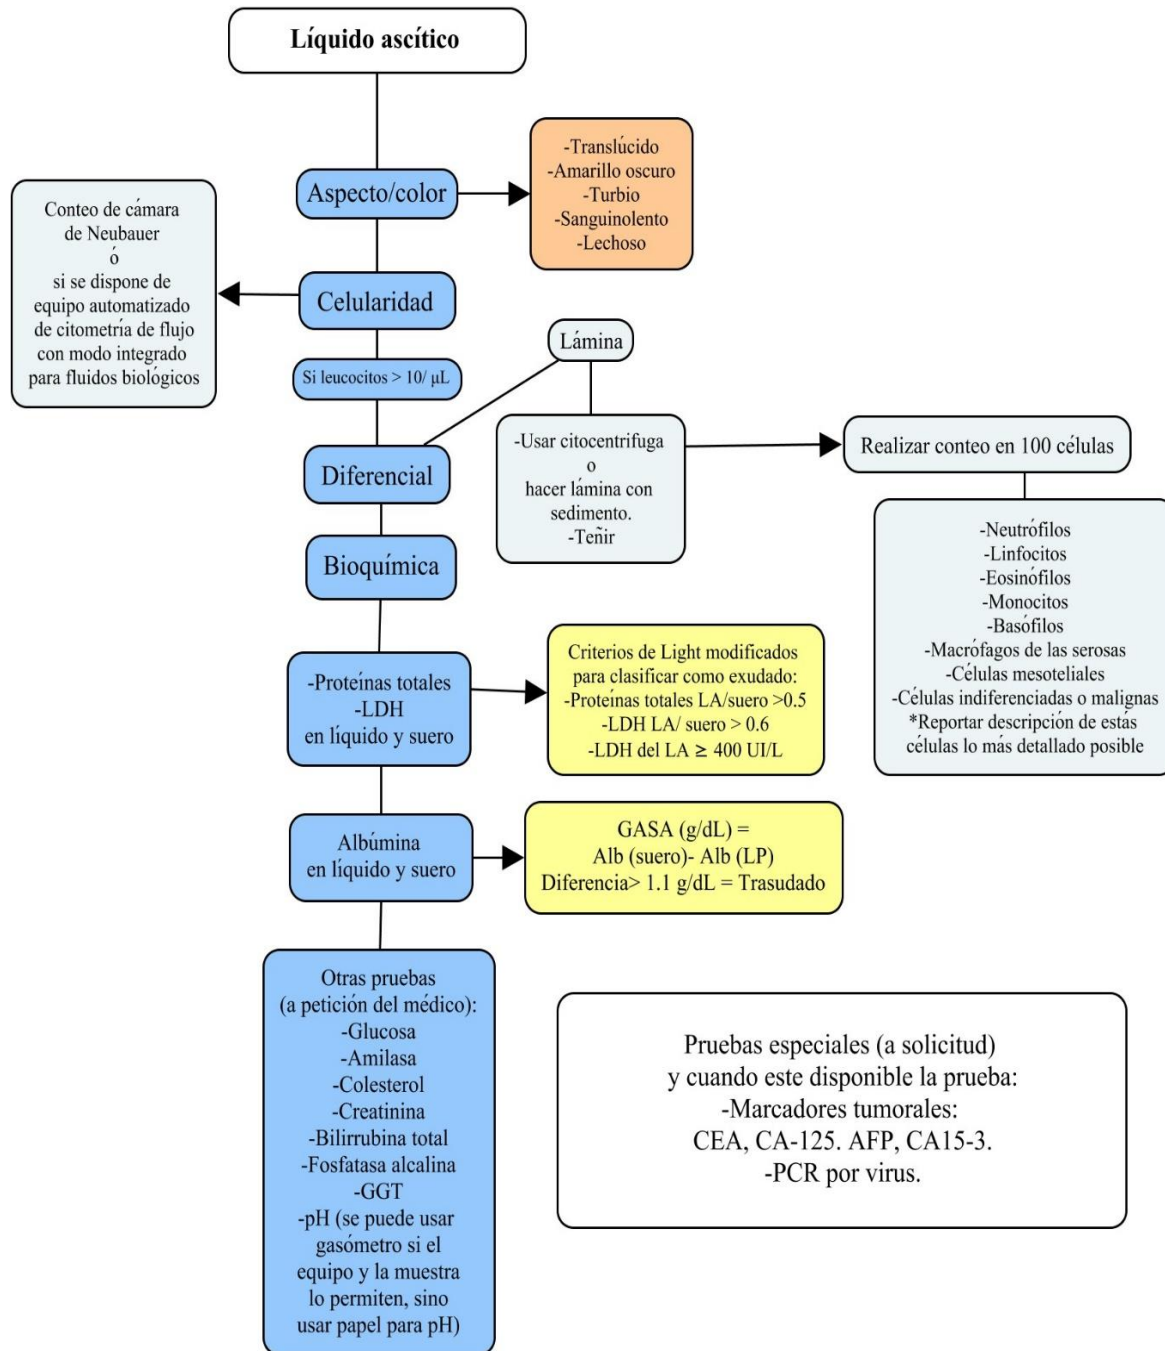 Líquido ascítico
Aspecto/color
-Translúcido
-Amarillo oscuro
-Turbio
-Sanguinolento
-Lechoso
Conteo de cámara
de Neubauer
ó
si se dispone de
equipo automatizado
de citometría de flujo
con modo integrado
para fluidos biológicos
Celularidad
Si leucocitos > 10/ µL
Lámina
Diferencial
-Usar citocentrifuga
o
hacer lámina con
sedimento.
-Teñir
Realizar conteo en 100 células
-Neutrófilos
-Linfocitos
-Eosinófilos
-Monocitos
-Basófilos
-Macrófagos de las serosas
-Células mesoteliales
-Células indiferenciadas o malignas
*Reportar descripción de estás
células lo más detallado posible
Bioquímica
-Proteínas totales
-LDH
en líquido y suero
Criterios de Light modificados
para clasificar como exudado:
-Proteínas totales LA/suero >0.5
-LDH LA/ suero > 0.6
-LDH del LA ≥ 400 UI/L
Albúmina
en líquido y suero
GASA (g/dL) =
Alb (suero)- Alb (LP)
Diferencia> 1.1 g/dL = Trasudado
Otras pruebas
(a petición del médico):
-Glucosa
-Amilasa
-Colesterol
-Creatinina
-Bilirrubina total
-Fosfatasa alcalina
-GGT
-pH (se puede usar
gasómetro si el
equipo y la muestra
lo permiten, sino
usar papel para pH)
Pruebas especiales (a solicitud)
y cuando este disponible la prueba:
-Marcadores tumorales:
CEA, CA-125. AFP, CA15-3.
-PCR por virus.